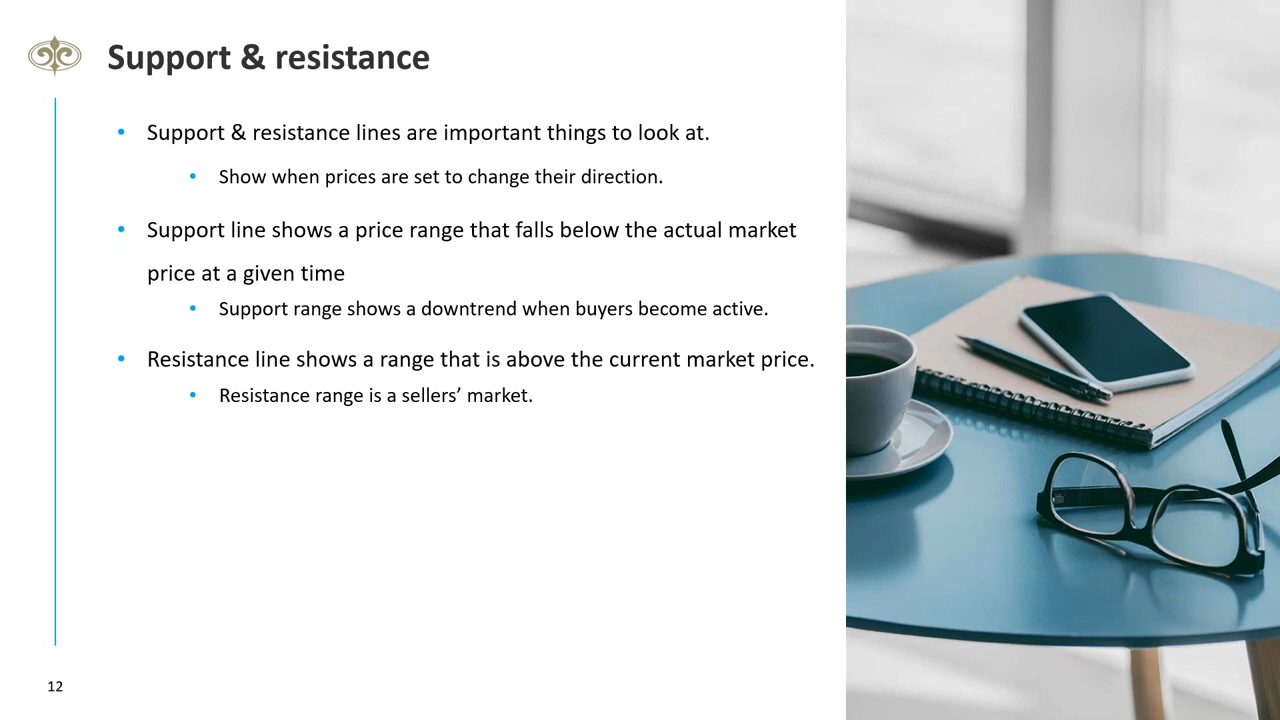 Support & resistance
• Support & resistance lines are important things to look at.
• Show when prices are set to change their direction.
• Support line shows a price range that falls below the actual market
price at a given time
• Support range shows a downtrend when buyers become active.
• Resistance line shows a range that is above the current market price.
• Resistance range is a sellers’ market.
12